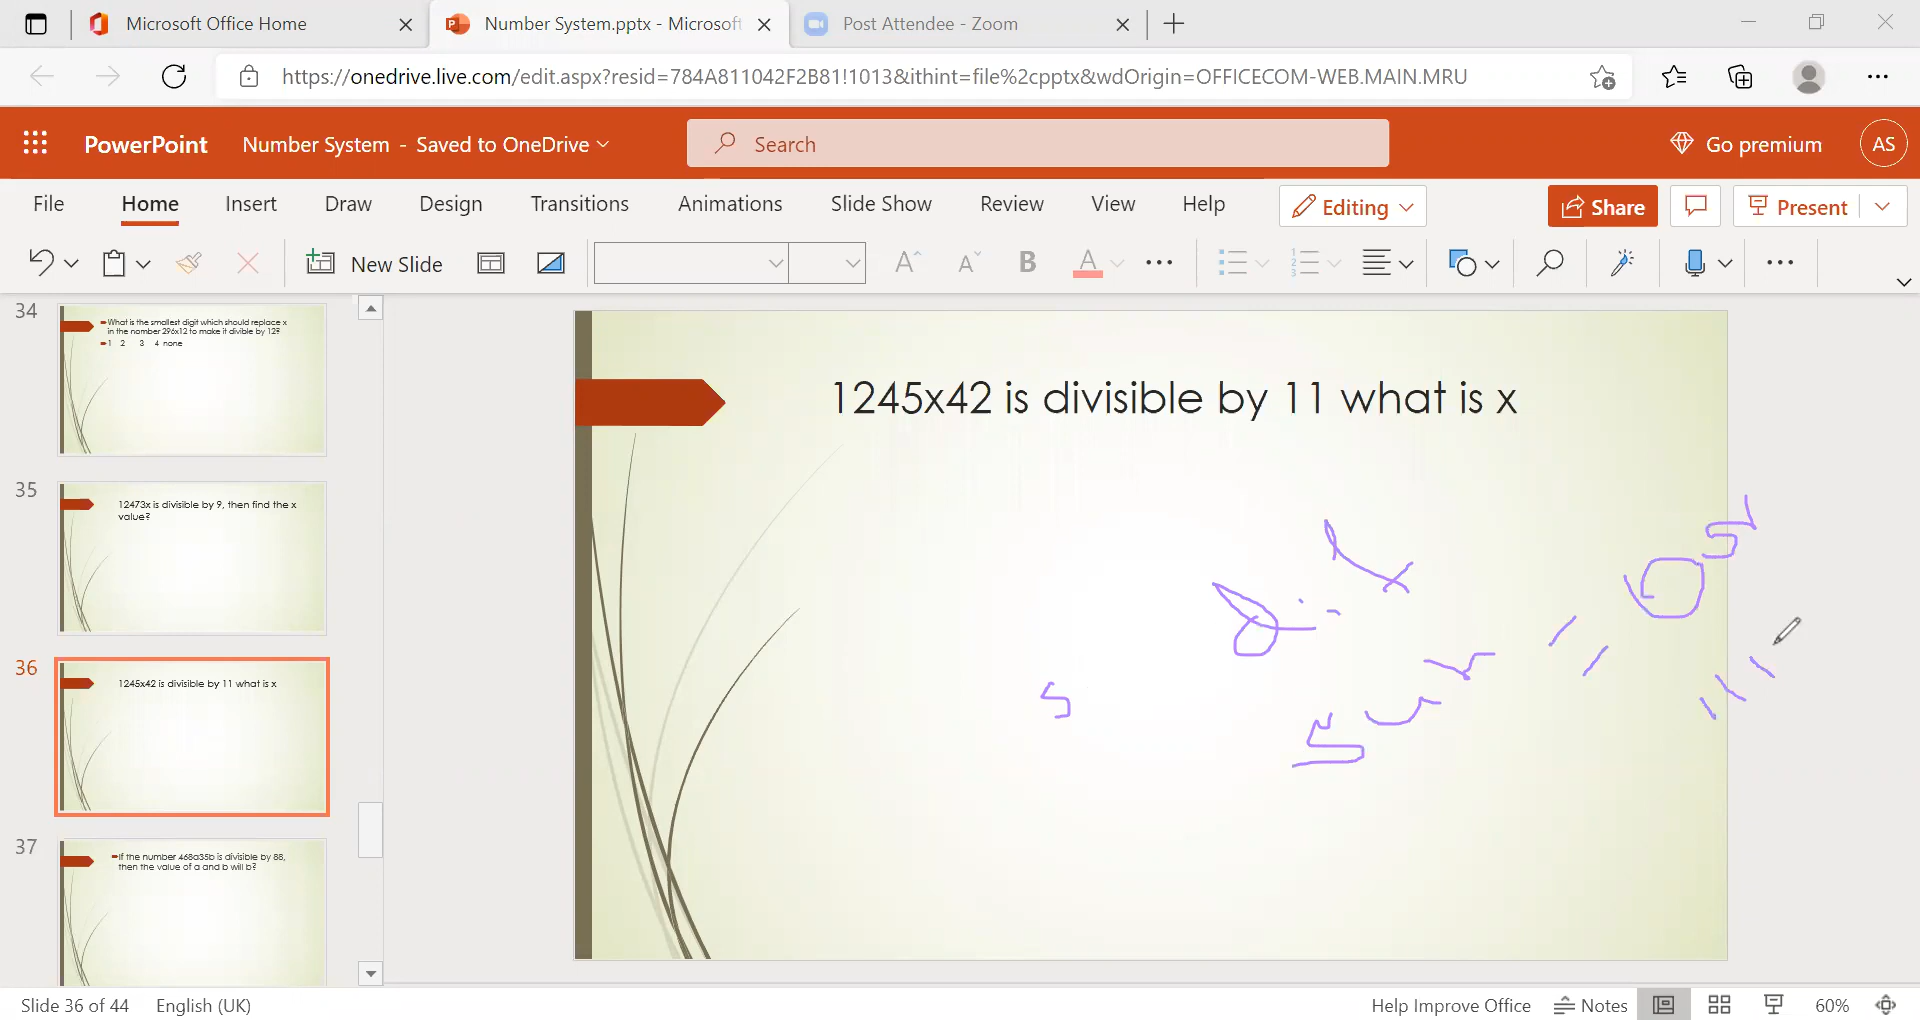 Microsoft Office Home
Number System.pptx - Microsoft
Post Attendee - Zoom
https://onedrive.live.com/edit.aspx?resid=784A811042F2B81!1013&ithint=file%2cpptx&wdOrigin=OFFICECOM-WEB.MAIN.MRU
PowerPoint Number System - Saved to OneDrive Search Go premium AS
File Home Insert Draw Design Transitions Animations Slide Show Review View Help Editing Share Present
New Slide A A B A
34
What is the smallest digit which should replace x
in the number 296x12 to make it divible by 12?
1 2 3 4 none
35
12473x is divisible by 9, then find the x
value?
36
1245x42 is divisible by 11 what is x
37
If the number 468a35b is divisible by 88,
then the value of a and b will b?
1245x42 is divisible by 11 what is x
Slide 36 of 44 English (UK) Help Improve Office Notes 60%